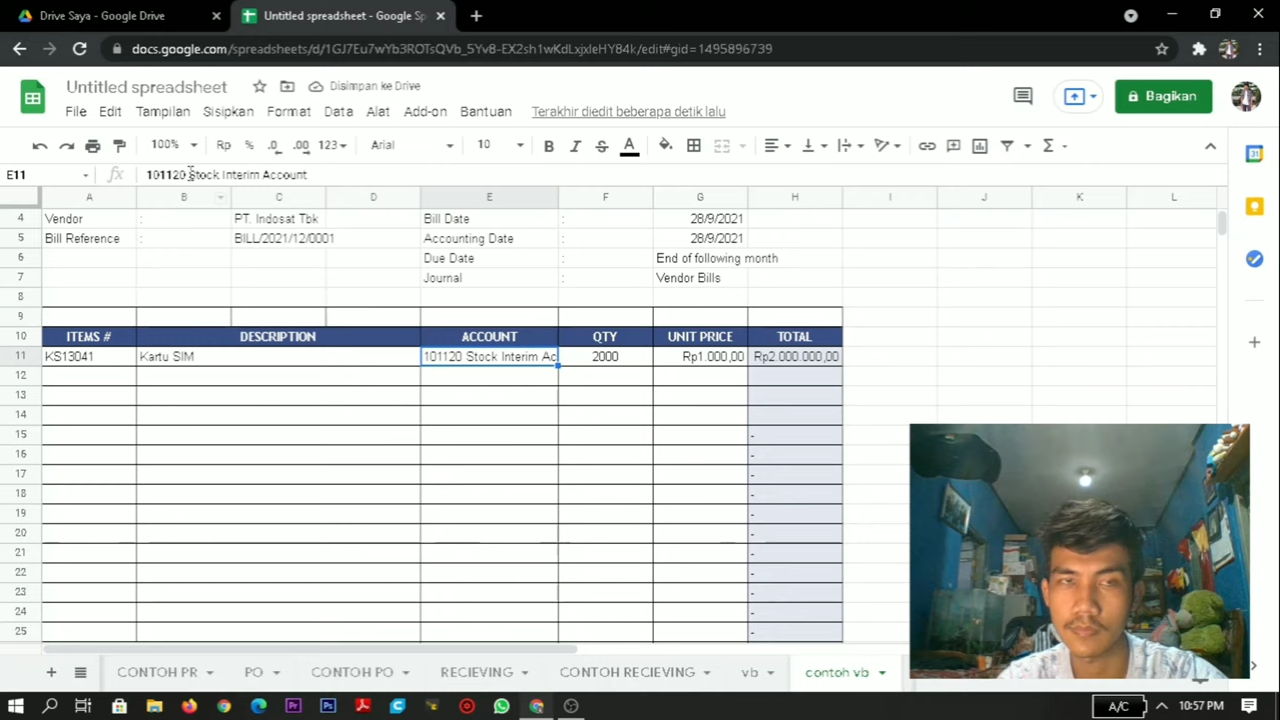 Drive Saya - Google Drive
Untitled spreadsheet - Google Sp
docs.google.com/spreadsheets/d/1GJ7Eu7wYb3ROTsQVb_5Yv8-EX2sh1wKdLxjxleHY84k/edit#gid=1495896739
Untitled spreadsheet
Disimpan ke Drive
File Edit Tampilan Sisipkan Format Data Alat Add-on Bantuan Terakhir diedit beberapa detik lalu
Bagikan
100% Rp % .0 .00 123 Arial 10 B I S A
E11 fx 101120 Stock Interim Account
A B C D E F G H I J K L
4 Vendor : PT. Indosat Tbk Bill Date : 28/9/2021
5 Bill Reference : BILL/2021/12/0001 Accounting Date : 28/9/2021
6 Due Date : End of following month
7 Journal : Vendor Bills
8
9
10 ITEMS # DESCRIPTION ACCOUNT QTY UNIT PRICE TOTAL
11 KS13041 Kartu SIM 101120 Stock Interim Ac 2000 Rp1.000,00 Rp2.000.000,00
12
13
14
15 -
16 -
17 -
18 -
19 -
20 -
21 -
22 -
23 -
24 -
25 -
CONTOH PR PO CONTOH PO RECIEVING CONTOH RECIEVING vb contoh vb
A/C 10:57 PM